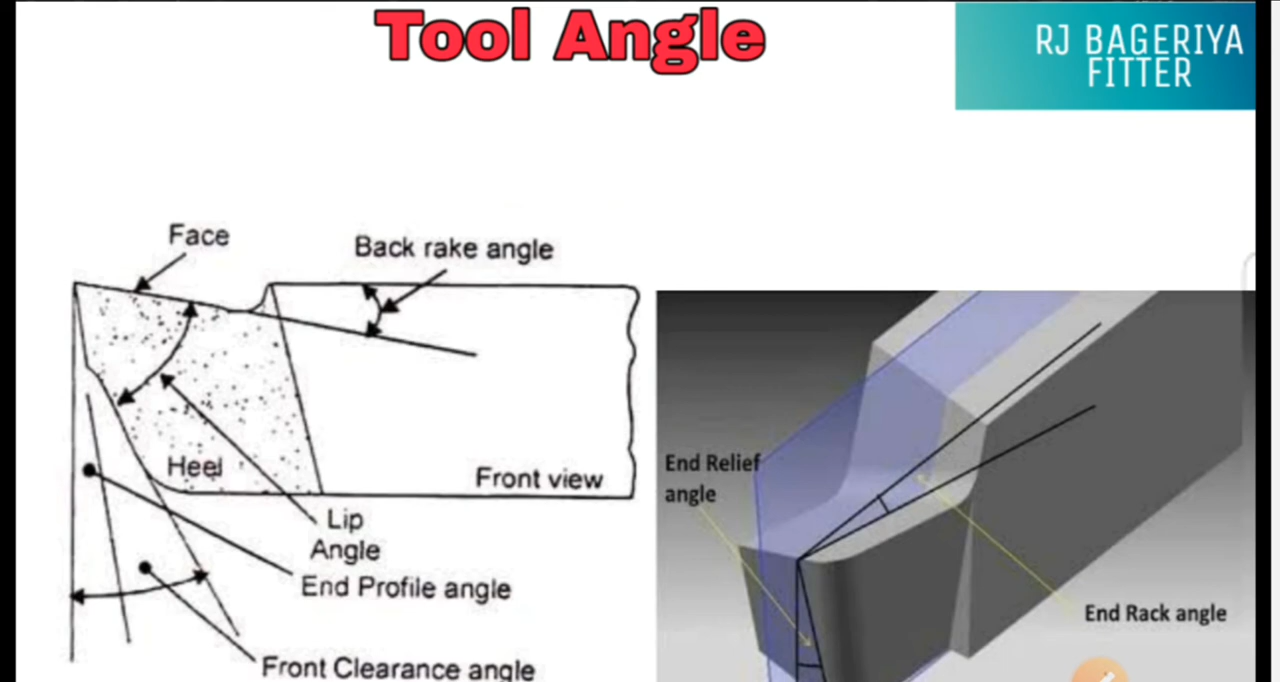 Tool Angle
RJ BAGERIYA
FITTER
Face
Back rake angle
Heel
Front view
Lip
Angle
End Profile angle
Front Clearance angle
End Relief
angle
End Rack angle